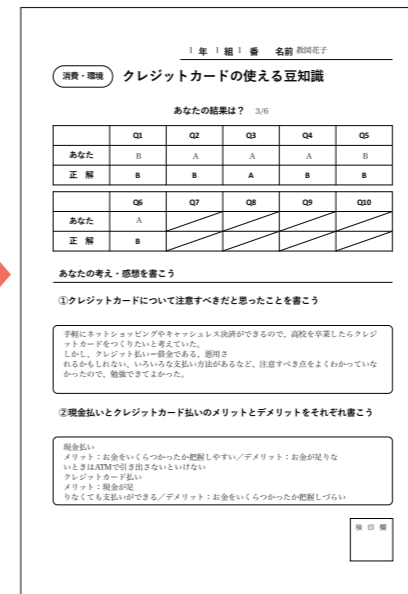 1 年 1 組 1 番 名前 教図花子
消費・環境 クレジットカードの使える豆知識
あなたの結果は? 3/6
Q1 Q2 Q3 Q4 Q5
あなた B A A A B
正 解 B B A B B
Q6 Q7 Q8 Q9 Q10
あなた A
正 解 B
あなたの考え・感想を書こう
①クレジットカードについて注意すべきだと思ったことを書こう
手軽にネットショッピングやキャッシュレス決済ができるので、高校を卒業したらクレジ
ットカードをつくりたいと考えていた。
しかし、クレジット払い=借金である、悪用さ
れるかもしれない、いろいろな支払い方法があるなど、注意すべき点をよくわかっていな
かったので、勉強できてよかった。
②現金払いとクレジットカード払いのメリットとデメリットをそれぞれ書こう
現金払い
メリット:お金をいくらつかったか把握しやすい/デメリット:お金が足りな
いときはATMで引き出さないといけない
クレジットカード払い
メリット:現金が足
りなくても支払いができる/デメリット:お金をいくらつかったか把握しづらい
検 印 欄